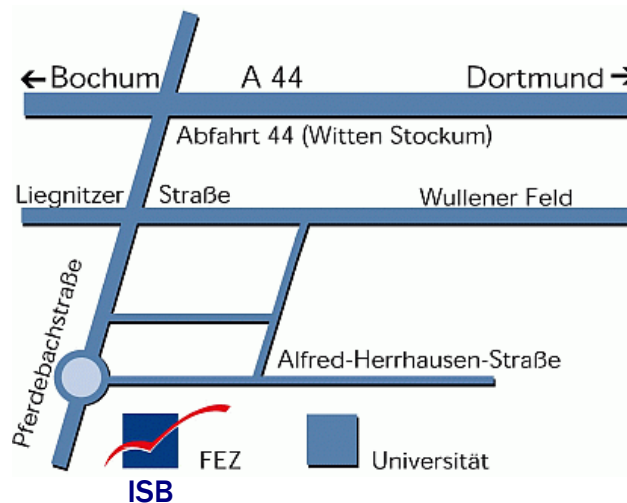 ← Bochum A 44 Dortmund →
Abfahrt 44 (Witten Stockum)
Liegnitzer Straße Wullener Feld
Pferdebachstraße
Alfred-Herrhausen-Straße
FEZ Universität
ISB